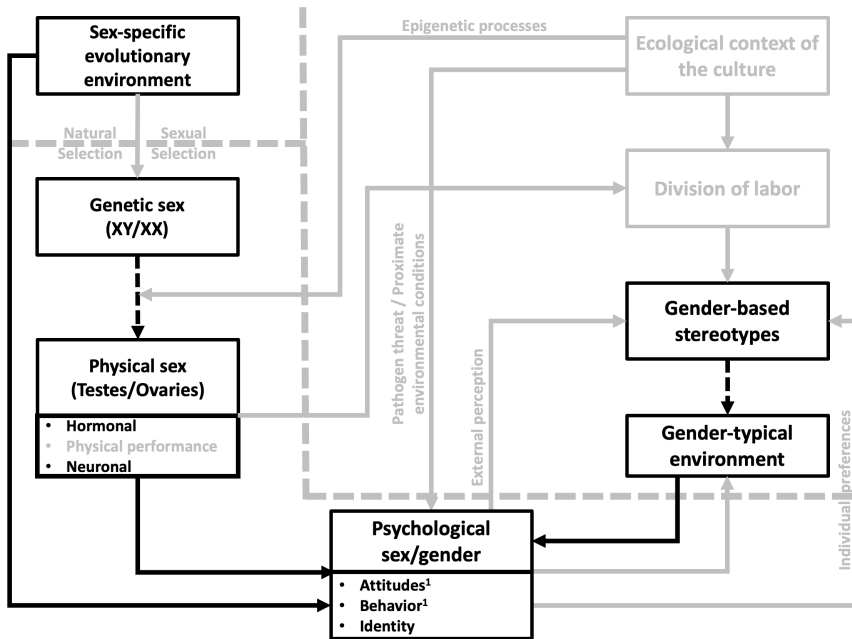 Sex-specific
evolutionary
environment
Natural
Selection
Sexual
Selection
Genetic sex
(XY/XX)
Physical sex
(Testes/Ovaries)
• Hormonal
• Physical performance
• Neuronal
Epigenetic processes
Ecological context of
the culture
Division of labor
Pathogen threat / Proximate
environmental conditions
External perception
Gender-based
stereotypes
Gender-typical
environment
Individual preferences
Psychological
sex/gender
• Attitudes¹
• Behavior¹
• Identity